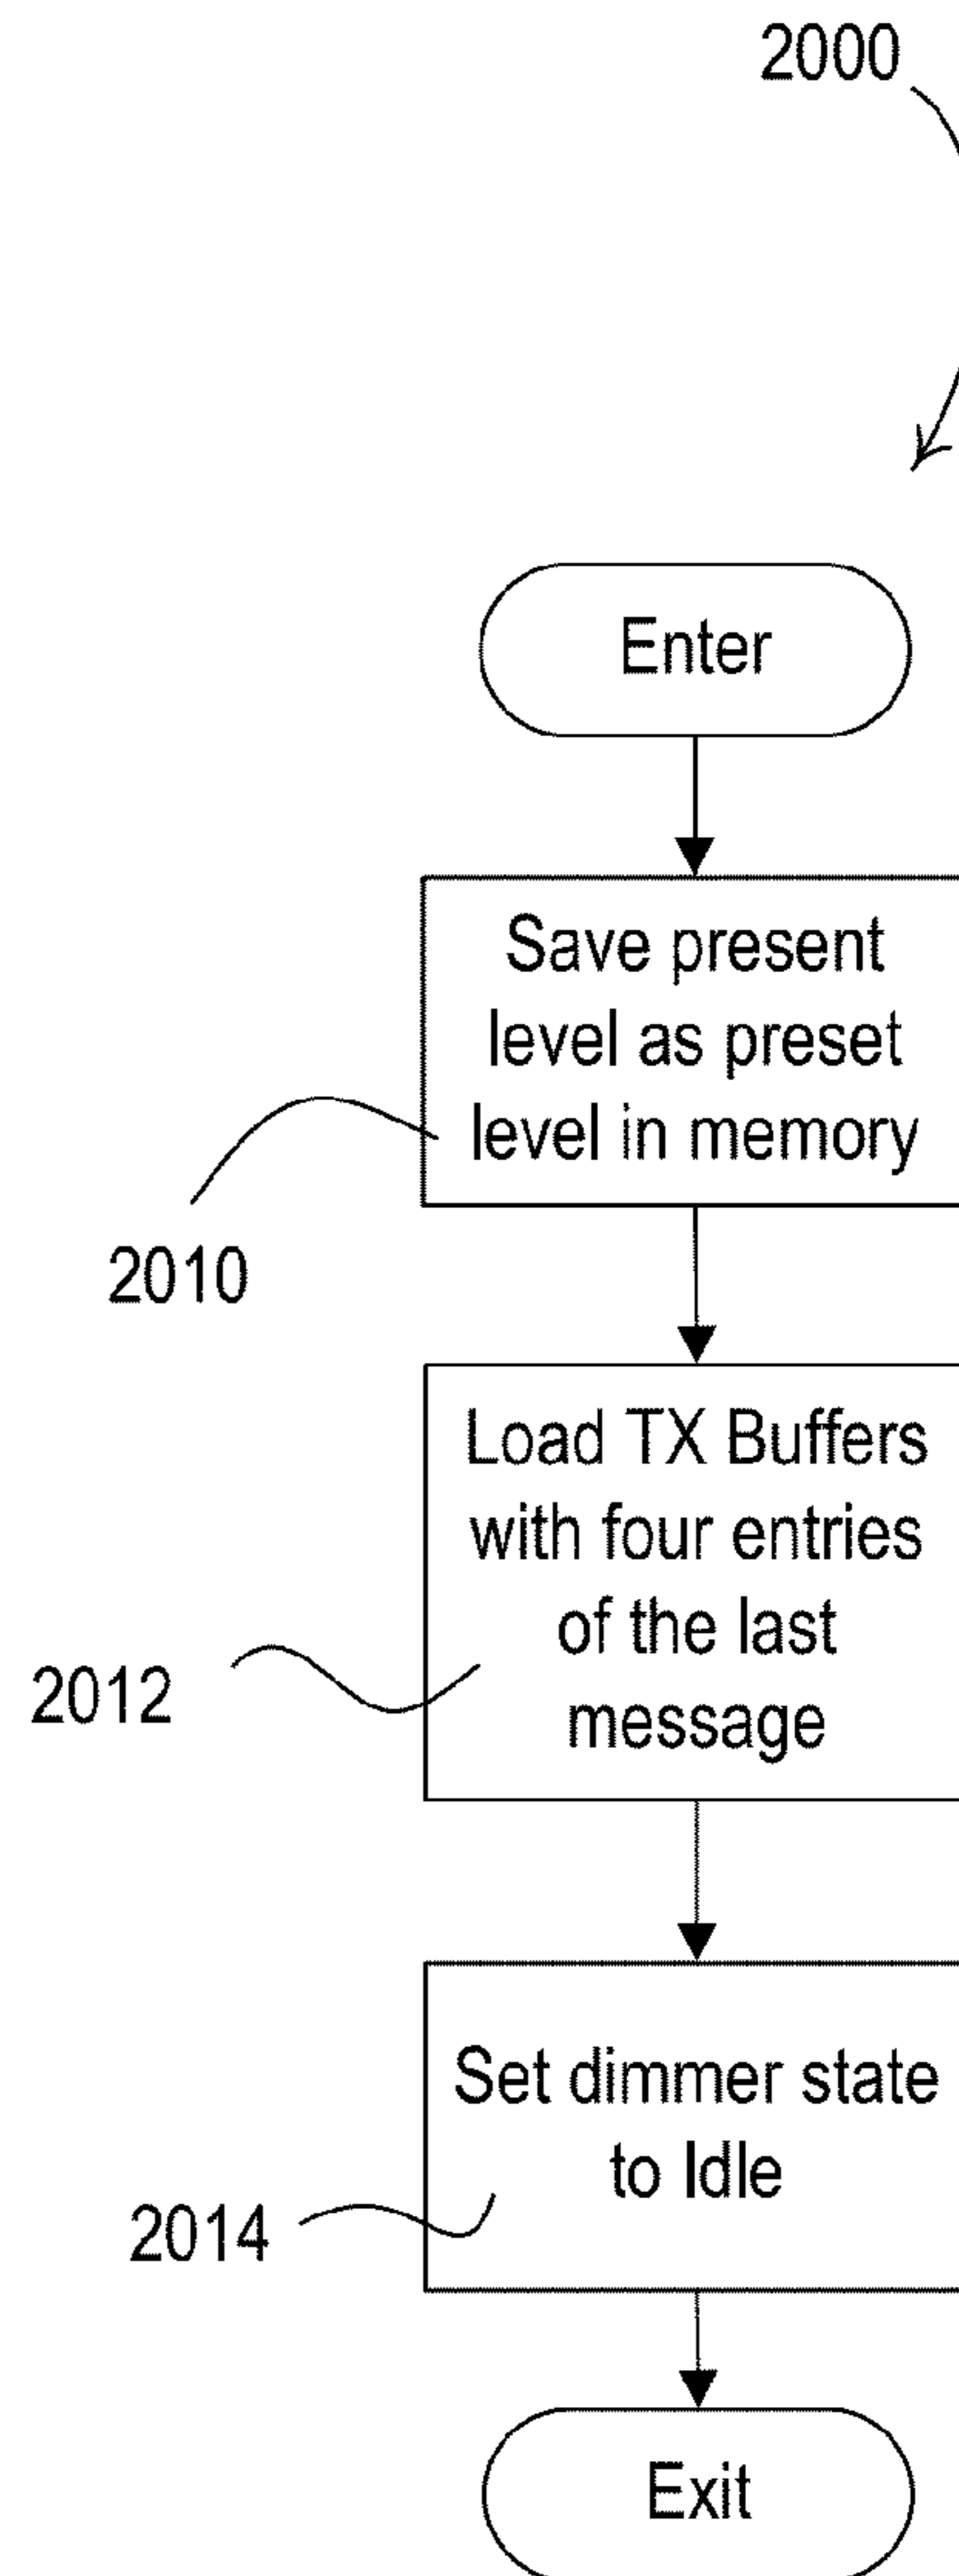 2000
Enter
Save present
level as preset
level in memory
2010
Load TX Buffers
with four entries
of the last
message
2012
Set dimmer state
to Idle
2014
Exit